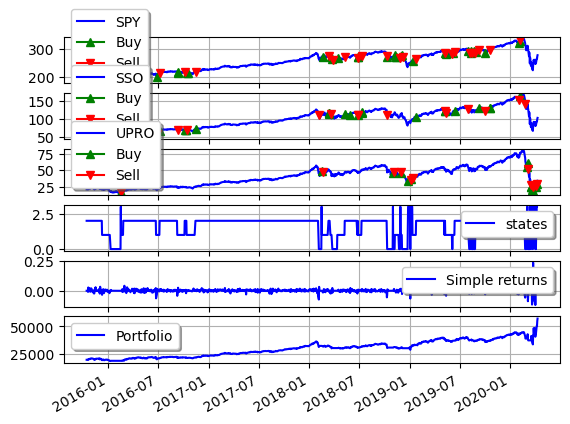 SPY
Buy
Sell
300
200
SSO
Buy
Sell
150
100
50
UPRO
Buy
Sell
75
50
25
states
2.5
0.0
Simple returns
0.25
0.00
Portfolio
50000
25000
2016-01 2016-07 2017-01 2017-07 2018-01 2018-07 2019-01 2019-07 2020-01